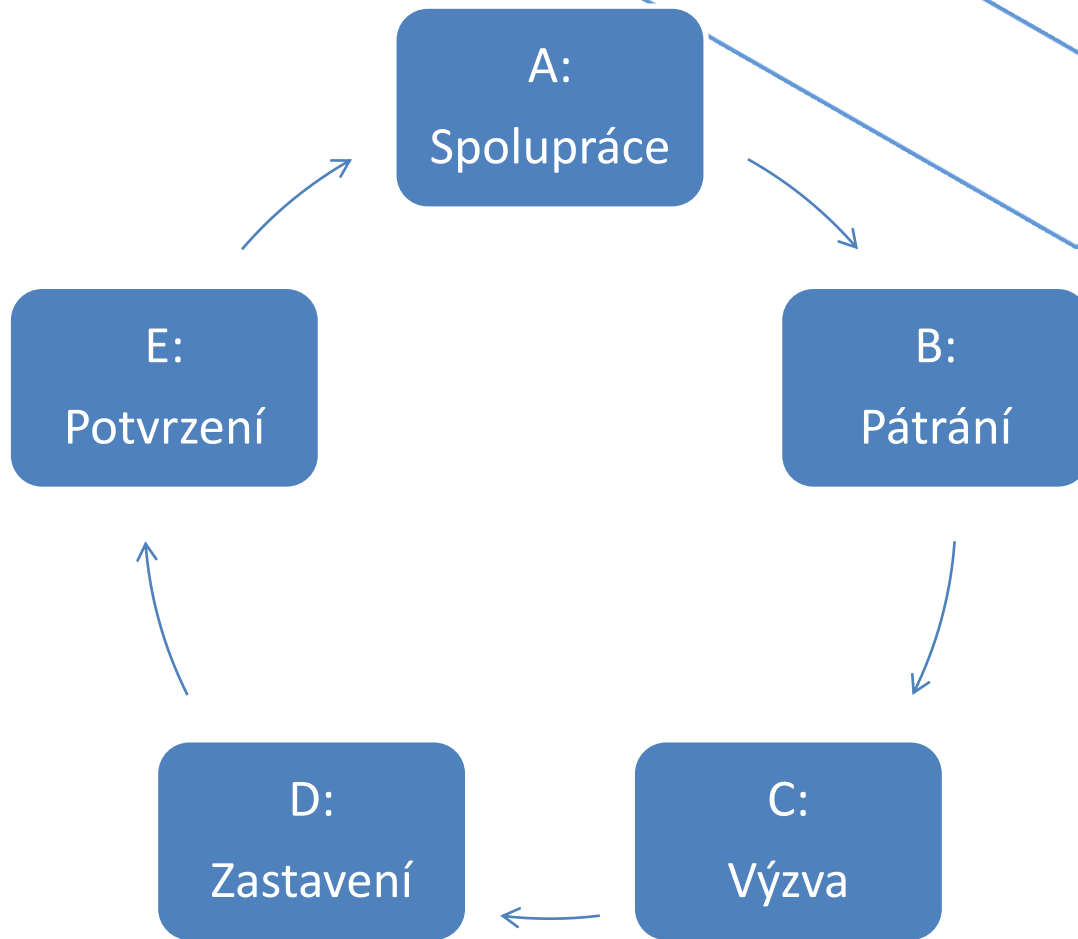 A:
Spolupráce
B:
Pátrání
C:
Výzva
D:
Zastavení
E:
Potvrzení